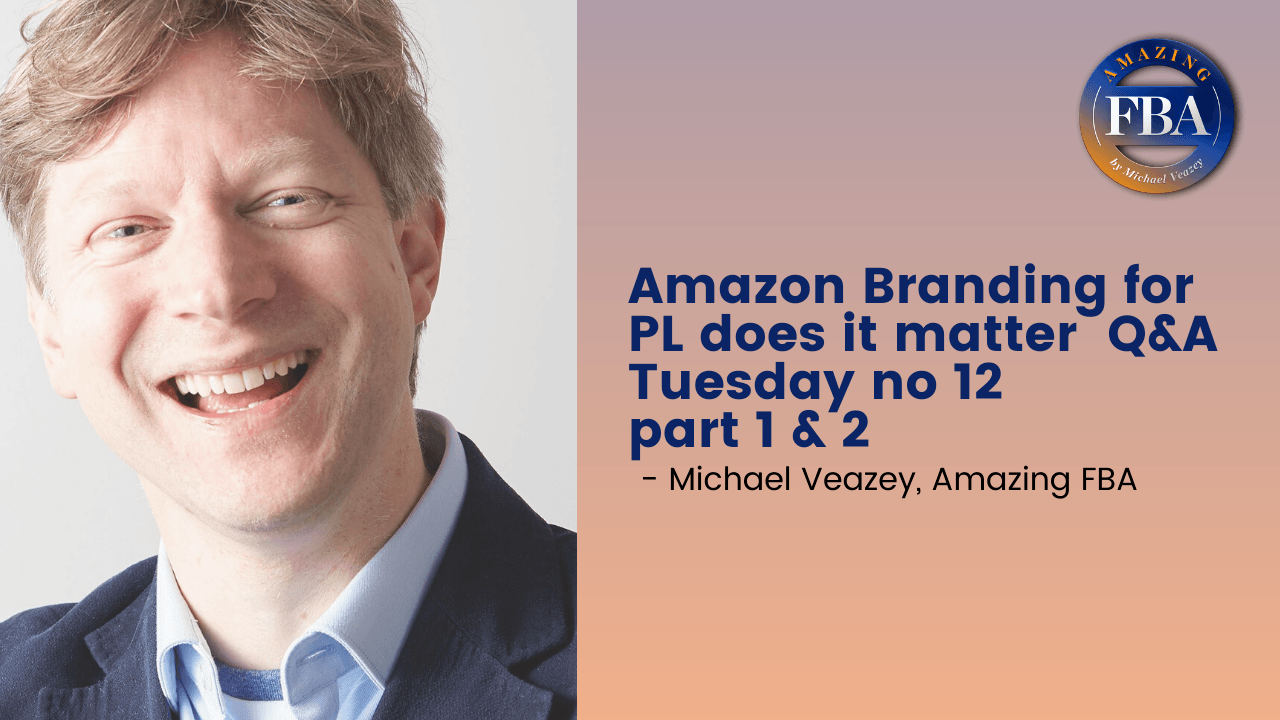 AMAZING
FBA
by Michael Veazey
Amazon Branding for
PL does it matter  Q&A
Tuesday no 12
part 1 & 2
- Michael Veazey, Amazing FBA